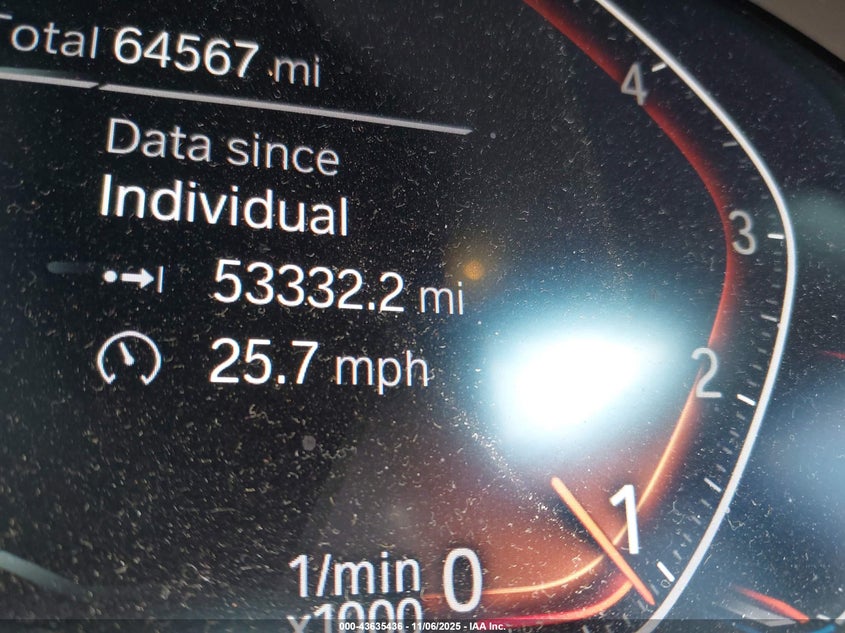 Total 64567 mi
Data since
Individual
53332.2 mi
25.7 mph
4
3
2
1
1/min 0
x1000
000-43635436 - 11/06/2025 - IAA Inc.